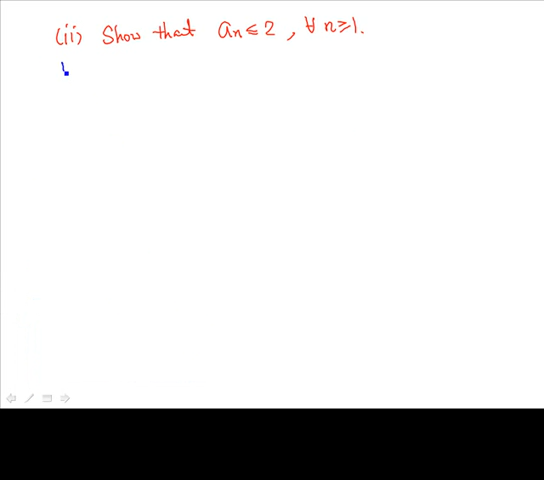 (ii) Show that an ≤ 2, ∀ n ≥ 1.